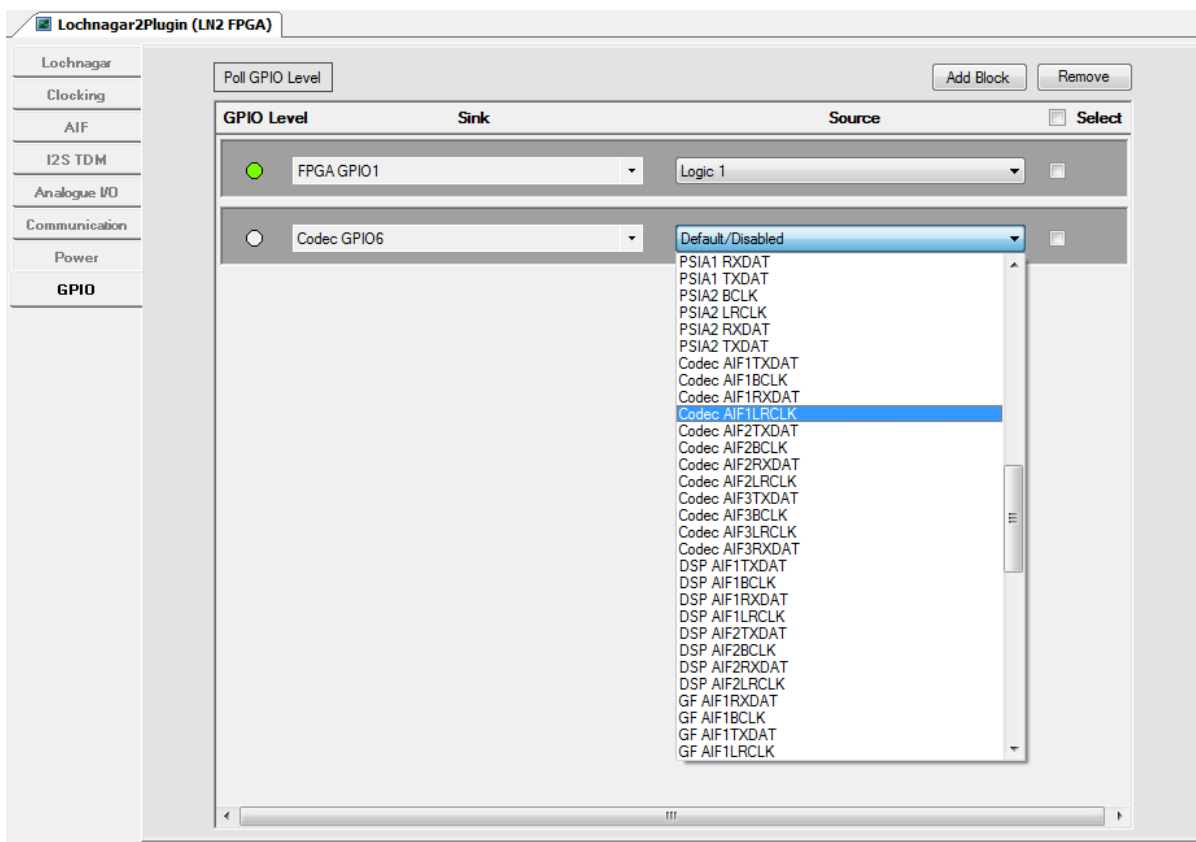 Lochnagar2Plugin (LN2 FPGA)
Lochnagar
Clocking
AIF
I2S TDM
Analogue I/O
Communication
Power
GPIO
Poll GPIO Level
Add Block
Remove
GPIO Level
Sink
Source
Select
FPGA GPIO1
Logic 1
Codec GPIO6
Default/Disabled
PSIA1 RXDAT
PSIA1 TXDAT
PSIA2 BCLK
PSIA2 LRCLK
PSIA2 RXDAT
PSIA2 TXDAT
Codec AIF1TXDAT
Codec AIF1BCLK
Codec AIF1RXDAT
Codec AIF1LRCLK
Codec AIF2TXDAT
Codec AIF2BCLK
Codec AIF2RXDAT
Codec AIF2LRCLK
Codec AIF3TXDAT
Codec AIF3BCLK
Codec AIF3LRCLK
Codec AIF3RXDAT
DSP AIF1TXDAT
DSP AIF1BCLK
DSP AIF1RXDAT
DSP AIF1LRCLK
DSP AIF2TXDAT
DSP AIF2BCLK
DSP AIF2RXDAT
DSP AIF2LRCLK
GF AIF1RXDAT
GF AIF1BCLK
GF AIF1TXDAT
GF AIF1LRCLK